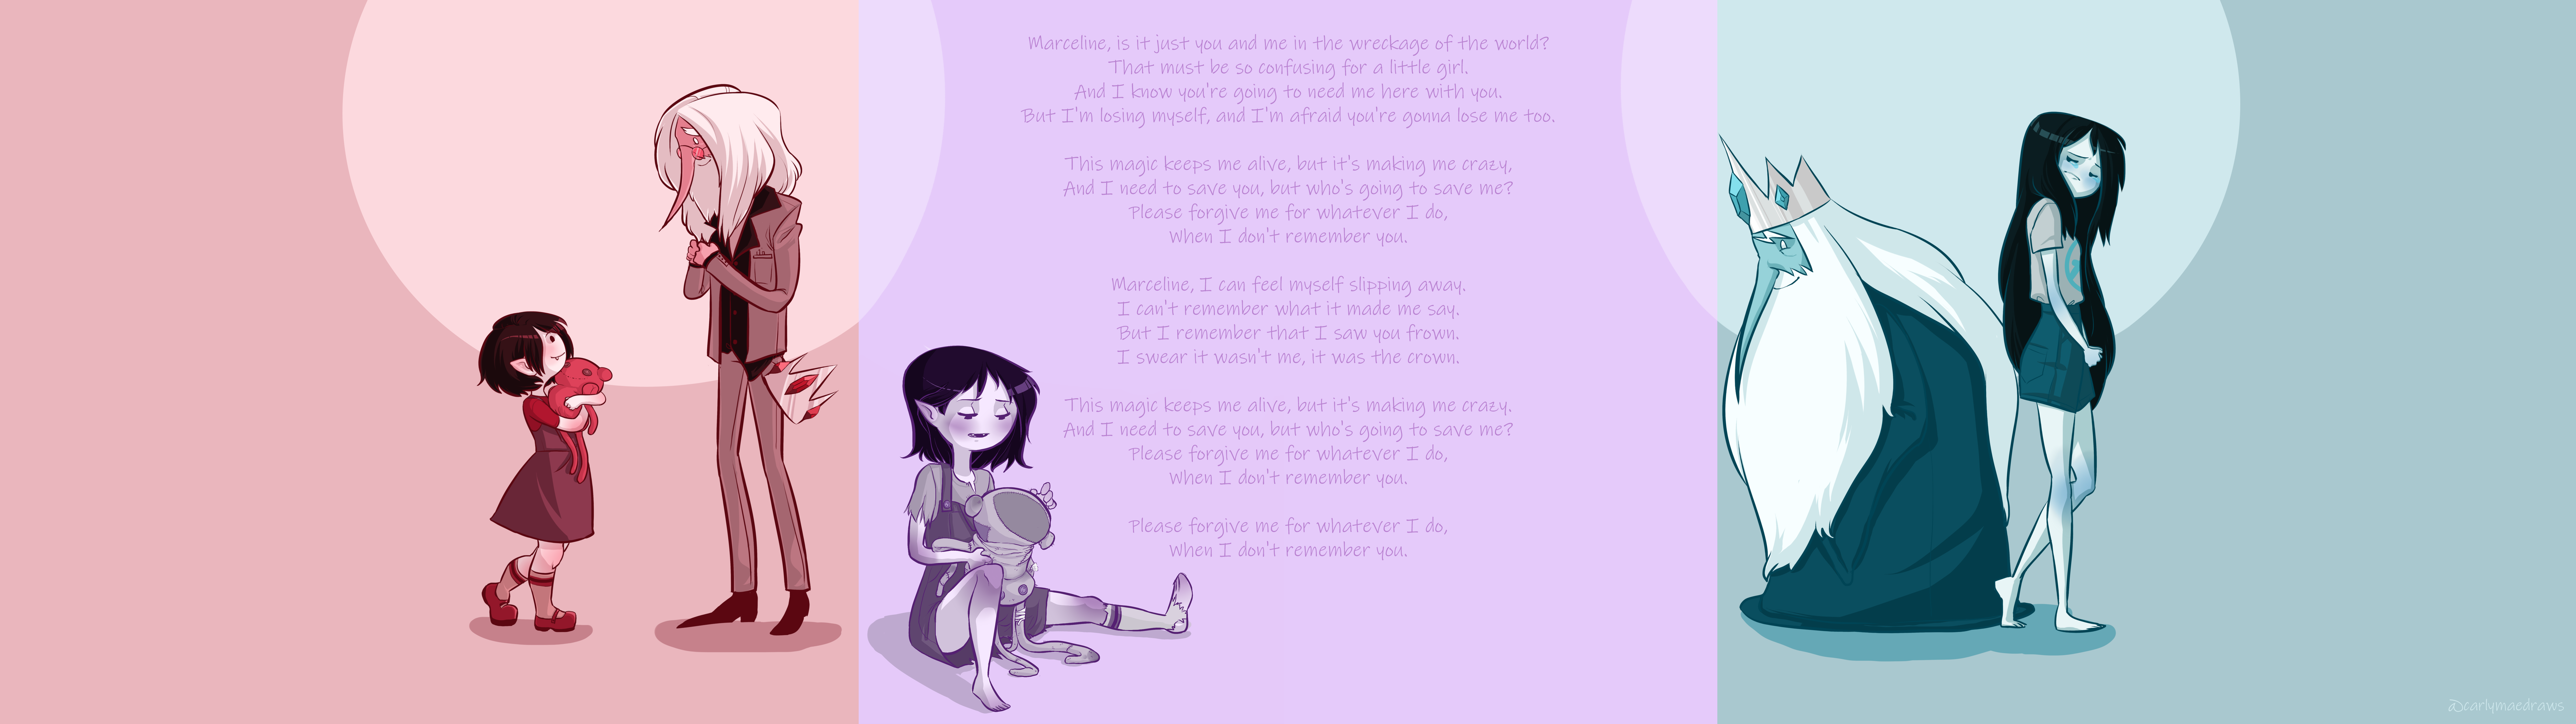 Marceline, is it just you and me in the wreckage of the world?
That must be so confusing for a little girl.
And I know you're going to need me here with you.
But I'm losing myself, and I'm afraid you're gonna lose me too.
This magic keeps me alive, but it's making me crazy,
And I need to save you, but who's going to save me?
Please forgive me for whatever I do,
When I don't remember you.
Marceline, I can feel myself slipping away.
I can't remember what it made me say.
But I remember that I saw you frown.
I swear it wasn't me, it was the crown.
This magic keeps me alive, but it's making me crazy.
And I need to save you, but who's going to save me?
Please forgive me for whatever I do,
When I don't remember you.
Please forgive me for whatever I do,
When I don't remember you.
@carlymaedraws